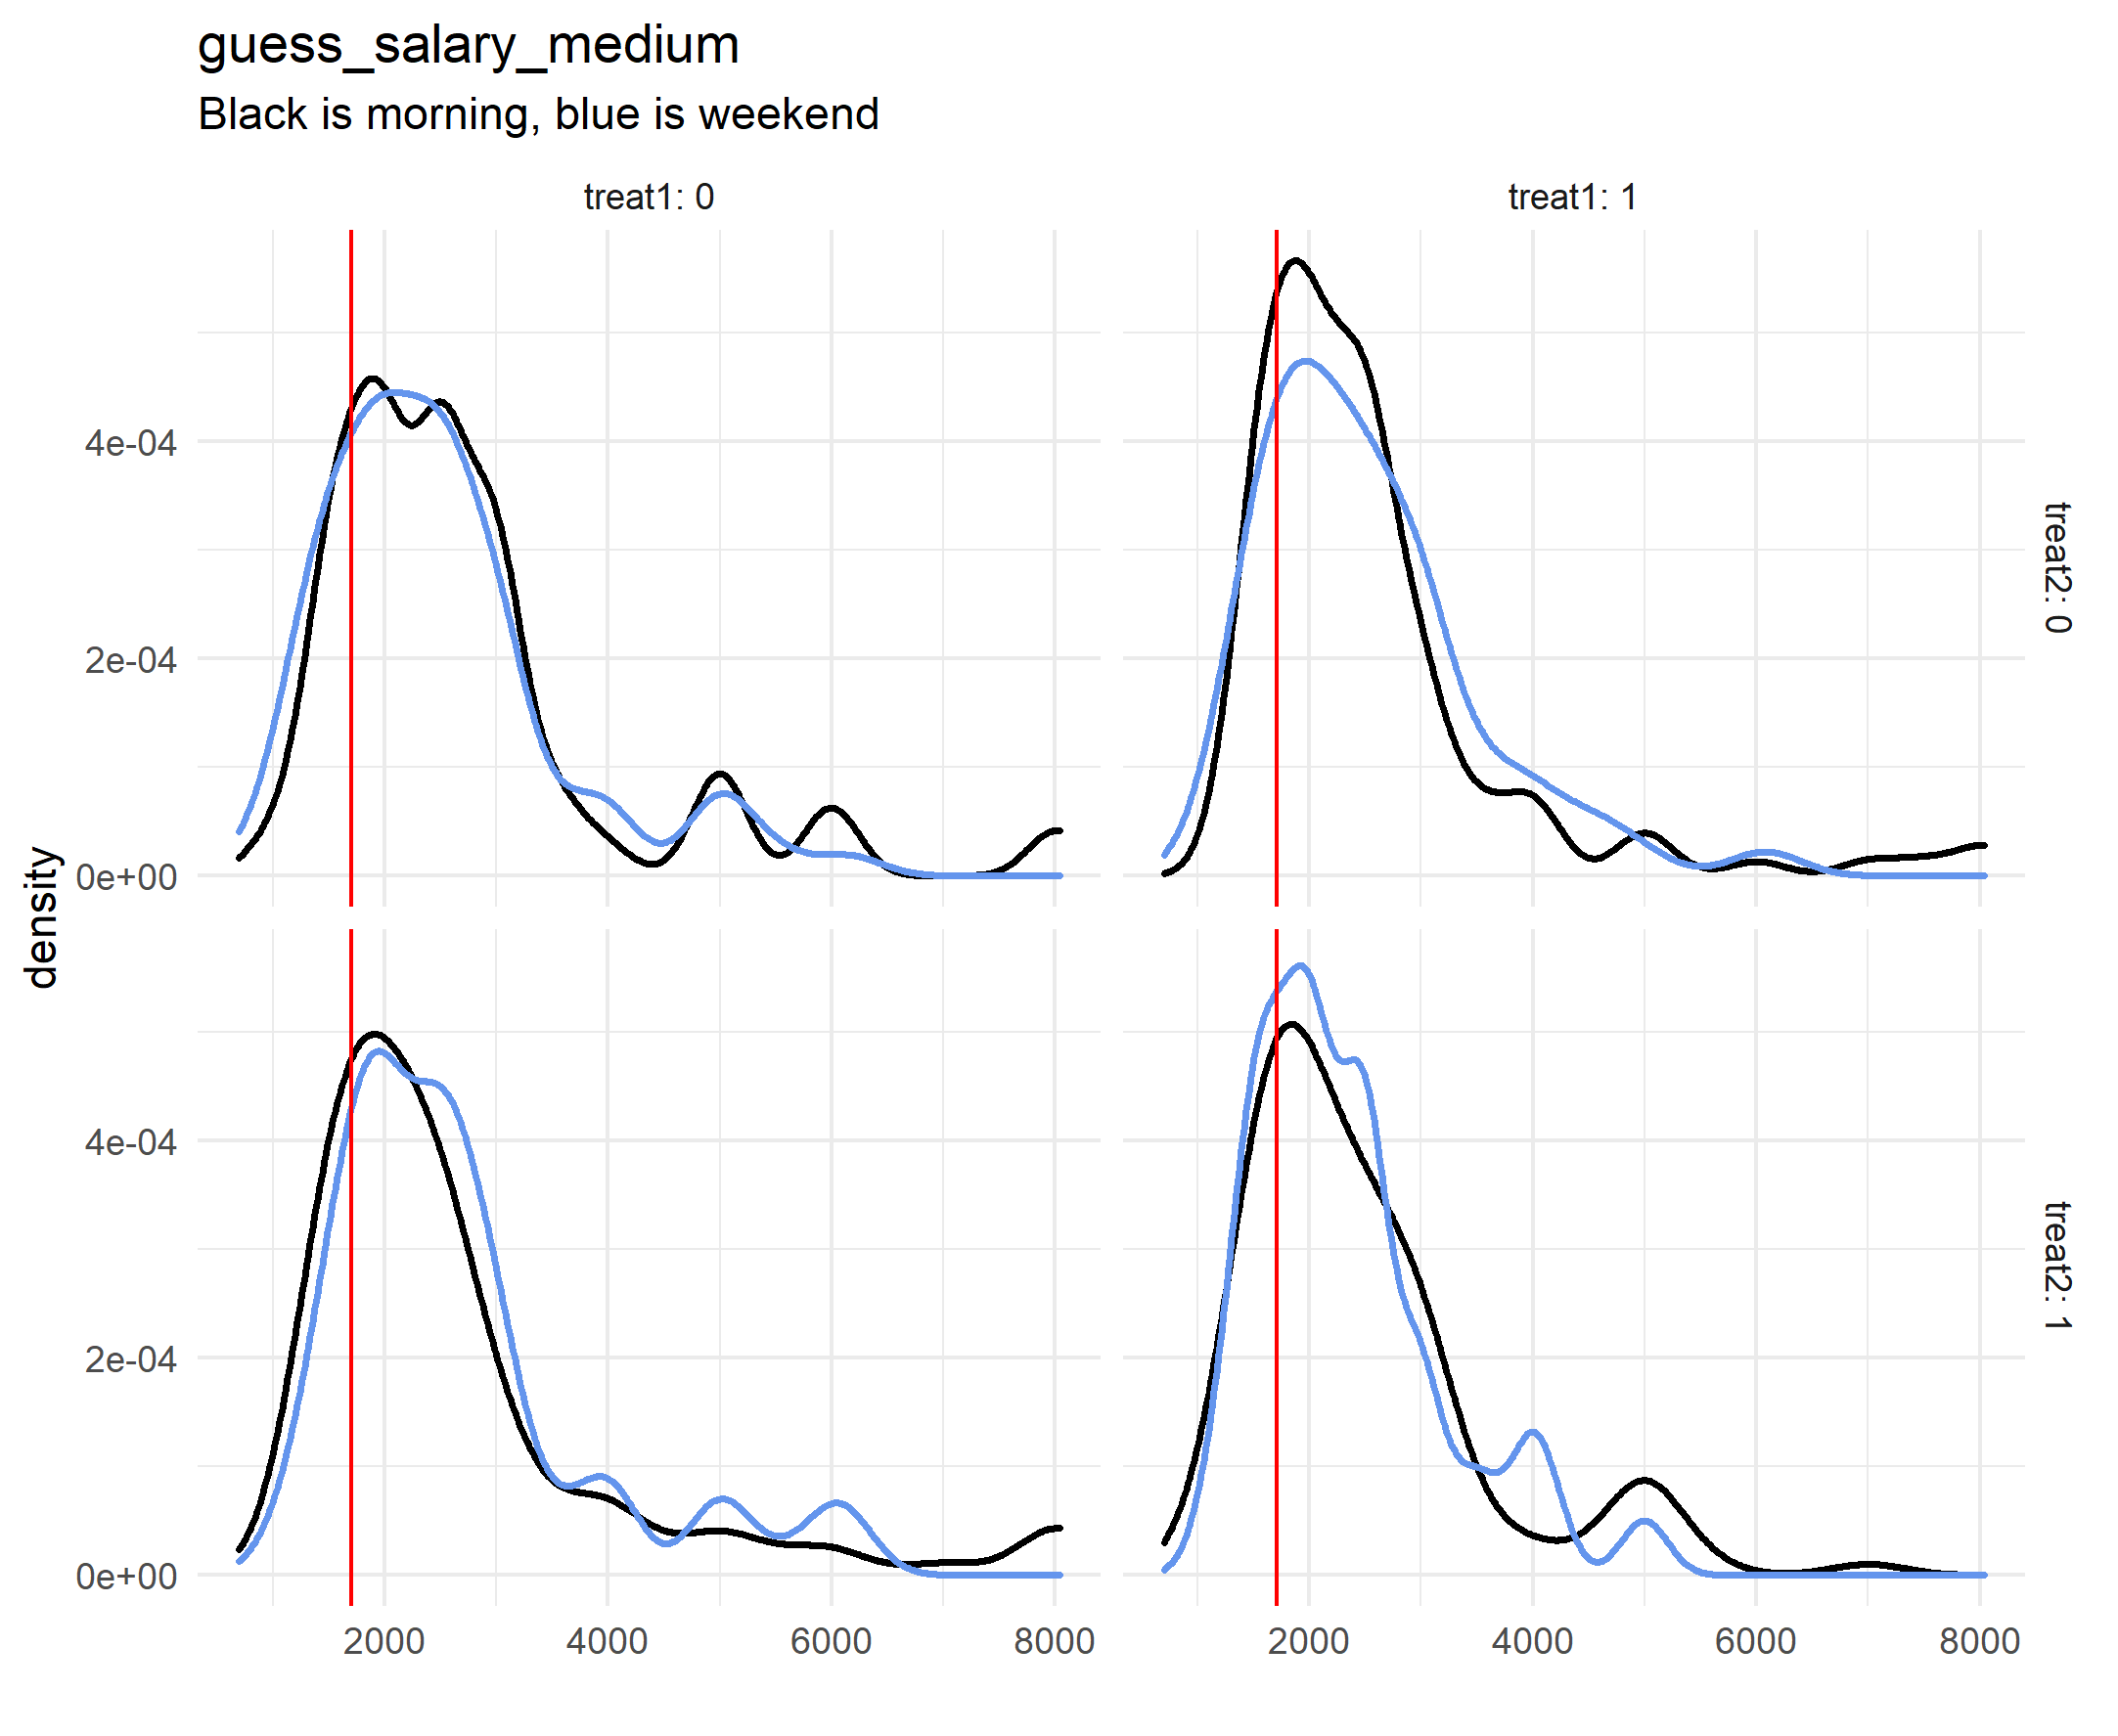 guess_salary_medium
Black is morning, blue is weekend
treat1: 0
treat1: 1
4e-04
2e-04
0e+00
treat2: 0
density
4e-04
2e-04
0e+00
treat2: 1
2000
4000
6000
8000
2000
4000
6000
8000